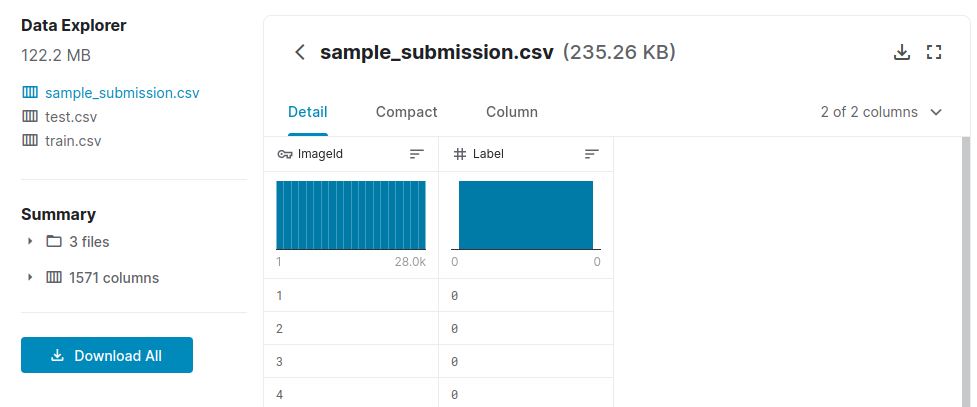 Data Explorer
122.2 MB
sample_submission.csv
test.csv
train.csv
Summary
3 files
1571 columns
Download All
sample_submission.csv (235.26 KB)
Detail Compact Column 2 of 2 columns
ImageId Label
1 28.0k 0 0
1 0
2 0
3 0
4 0